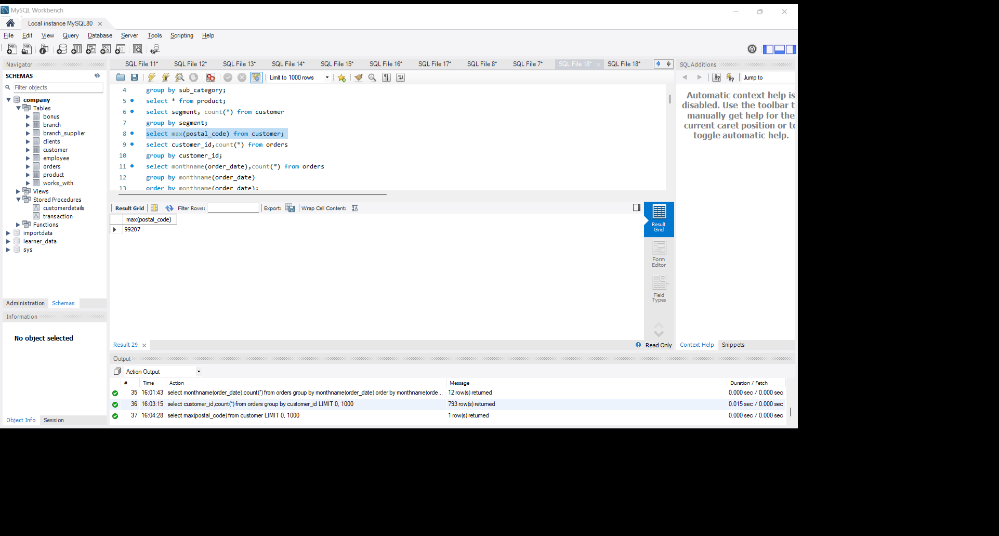 MySQL Workbench
Local instance MySQL80
File Edit View Query Database Server Tools Scripting Help
Navigator
SCHEMAS
Filter objects
company
Tables
bonus
branch
branch_supplier
clients
customer
employee
orders
product
works_with
Views
Stored Procedures
customerdetails
transaction
Functions
importdata
learner_data
sys
Administration Schemas
Information
No object selected
Object Info Session
SQL File 11* SQL File 12* SQL File 13* SQL File 14* SQL File 15* SQL File 16* SQL File 17* SQL File 8* SQL File 7* SQL File 18* SQL File 18*
Limit to 1000 rows
4 group by sub_category;
5 select * from product;
6 select segment, count(*) from customer
7 group by segment;
8 select max(postal_code) from customer;
9 select customer_id,count(*) from orders
10 group by customer_id;
11 select monthname(order_date),count(*) from orders
12 group by monthname(order_date)
13 order by monthname(order_date);
Result Grid Filter Rows: Export: Wrap Cell Content:
max(postal_code)
99207
Result Grid
Form Editor
Field Types
Result 29
Read Only
SQLAdditions
Jump to
Automatic context help is
disabled. Use the toolbar t
manually get help for the
current caret position or to
toggle automatic help.
Context Help Snippets
Output
Action Output
# Time Action Message Duration / Fetch
35 16:01:43 select monthname(order_date),count(*) from orders group by monthname(order_date) order by monthname(orde... 12 row(s) returned 0.000 sec / 0.000 sec
36 16:03:15 select customer_id,count(*) from orders group by customer_id LIMIT 0, 1000 793 row(s) returned 0.015 sec / 0.000 sec
37 16:04:28 select max(postal_code) from customer LIMIT 0, 1000 1 row(s) returned 0.000 sec / 0.000 sec